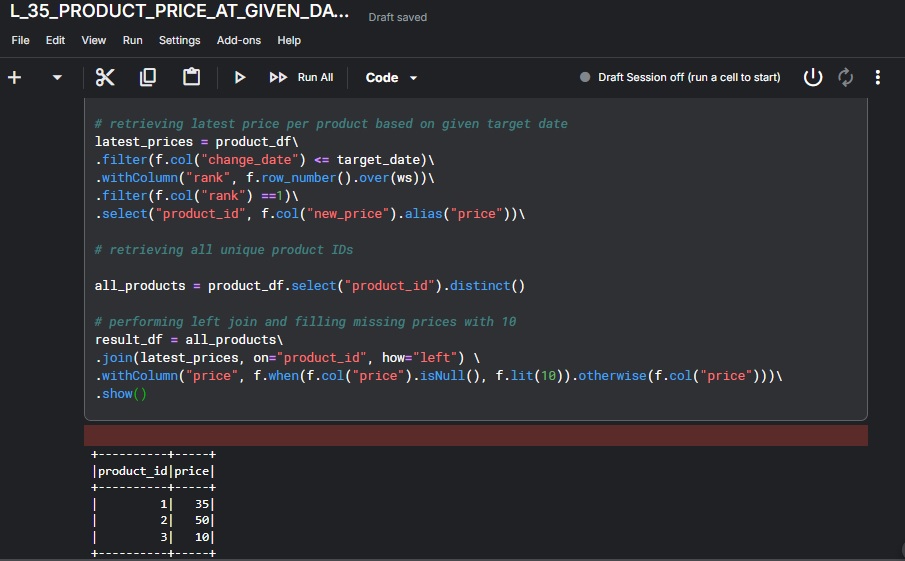 L_35_PRODUCT_PRICE_AT_GIVEN_DA... Draft saved
File Edit View Run Settings Add-ons Help
+ Run All Code Draft Session off (run a cell to start)
# retrieving latest price per product based on given target date
latest_prices = product_df\
.filter(f.col("change_date") <= target_date)\
.withColumn("rank", f.row_number().over(ws))\
.filter(f.col("rank") ==1)\
.select("product_id", f.col("new_price").alias("price"))\
# retrieving all unique product IDs
all_products = product_df.select("product_id").distinct()
# performing left join and filling missing prices with 10
result_df = all_products\
.join(latest_prices, on="product_id", how="left") \
.withColumn("price", f.when(f.col("price").isNull(), f.lit(10)).otherwise(f.col("price")))\
.show()
+----------+-----+
|product_id|price|
+----------+-----+
|         1|   35|
|         2|   50|
|         3|   10|
+----------+-----+